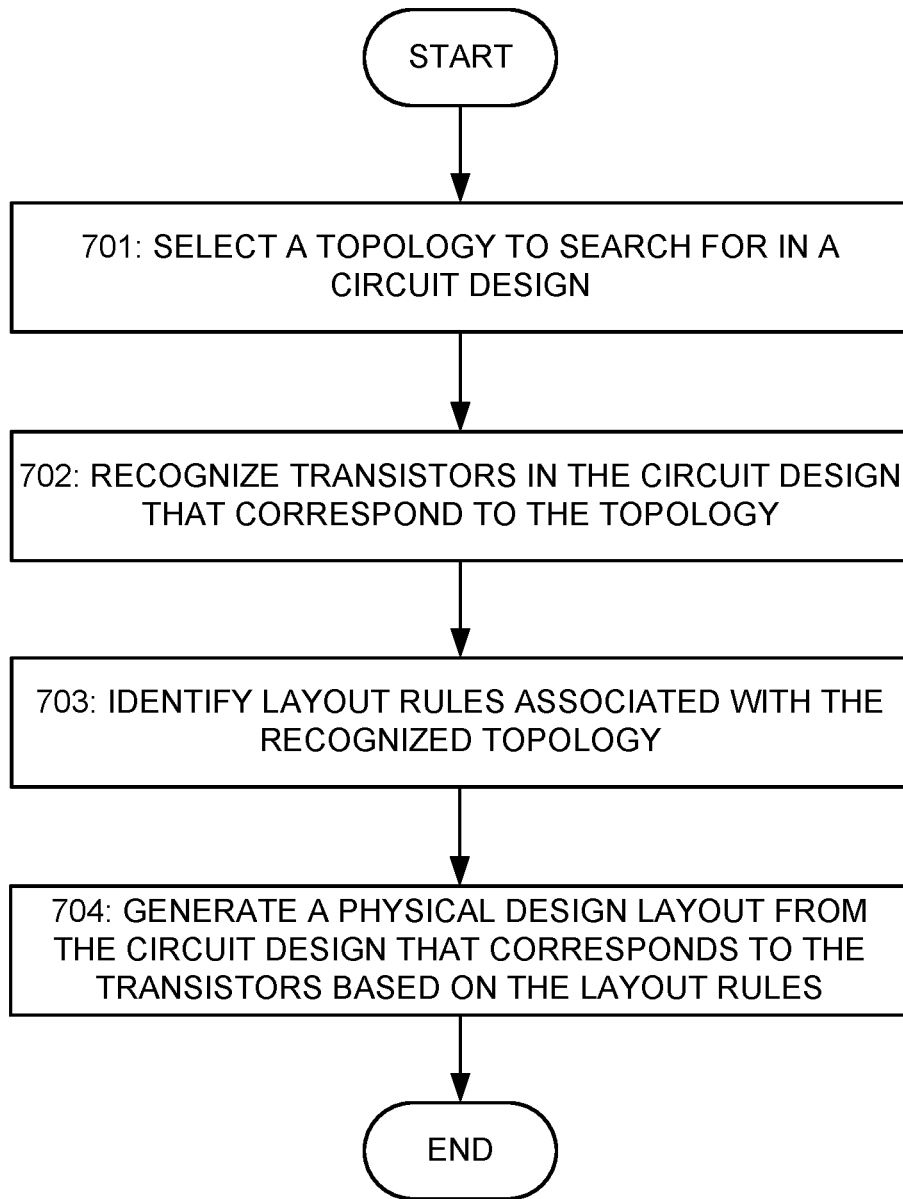 START
701: SELECT A TOPOLOGY TO SEARCH FOR IN A
CIRCUIT DESIGN
702: RECOGNIZE TRANSISTORS IN THE CIRCUIT DESIGN
THAT CORRESPOND TO THE TOPOLOGY
703: IDENTIFY LAYOUT RULES ASSOCIATED WITH THE
RECOGNIZED TOPOLOGY
704: GENERATE A PHYSICAL DESIGN LAYOUT FROM
THE CIRCUIT DESIGN THAT CORRESPONDS TO THE
TRANSISTORS BASED ON THE LAYOUT RULES
END